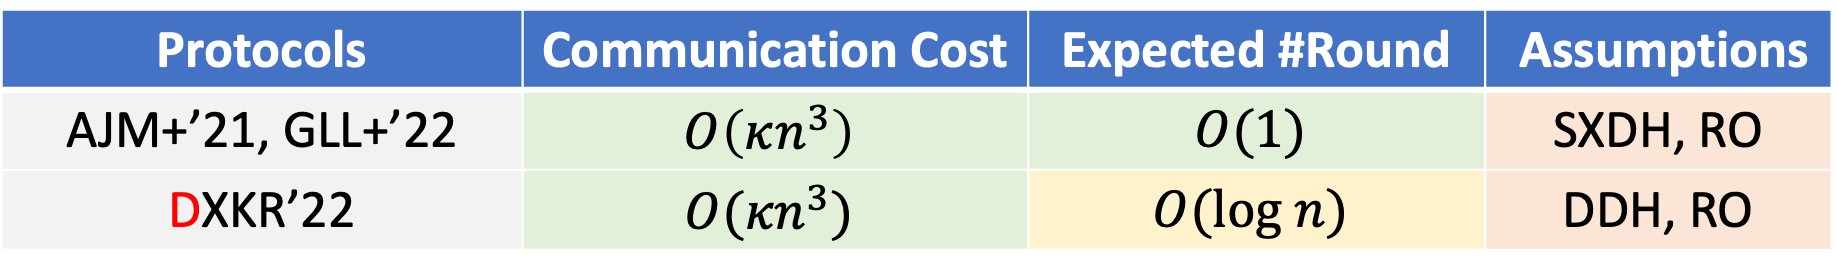 Protocols Communication Cost Expected #Round Assumptions
AJM+’21, GLL+’22 O(κn³) O(1) SXDH, RO
DXKR’22 O(κn³) O(log n) DDH, RO